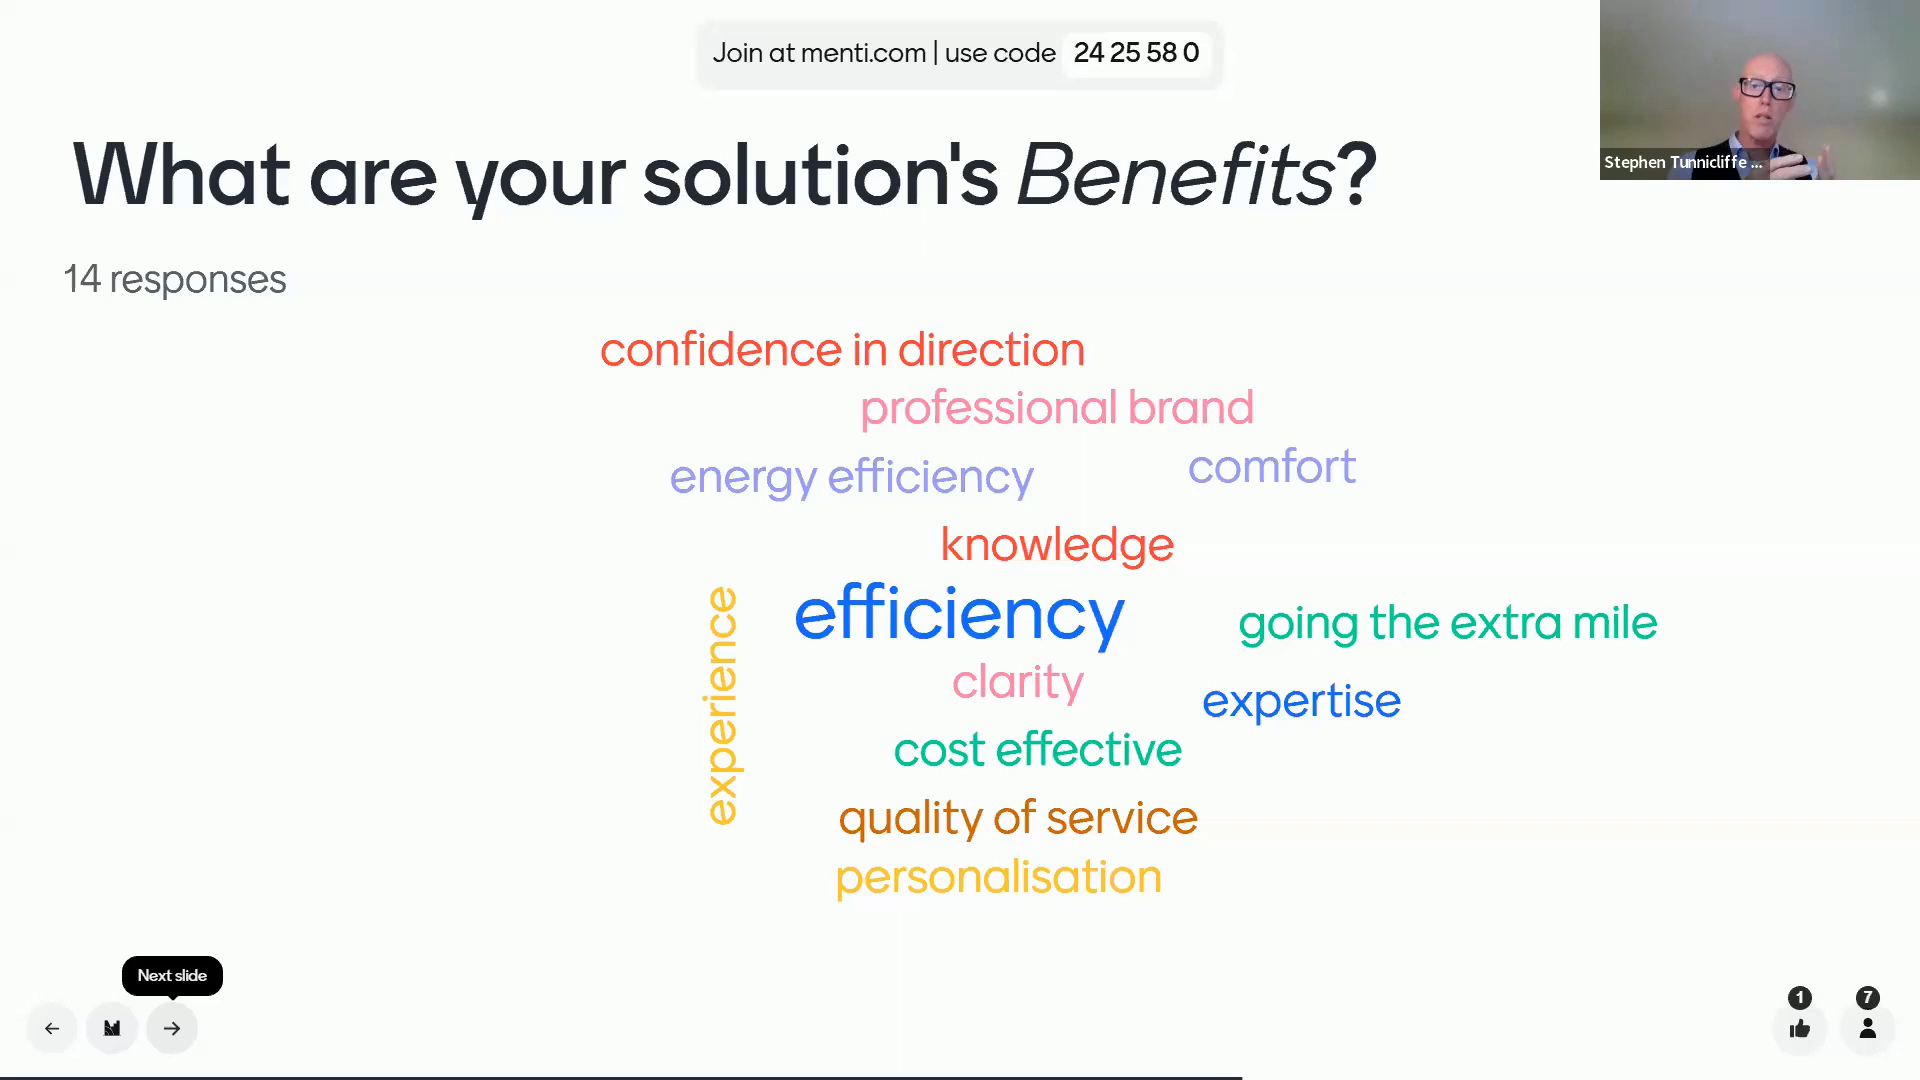 Join at menti.com | use code 24 25 58 0
What are your solution's Benefits?
Stephen Tunnicliffe ...
14 responses
confidence in direction
professional brand
energy efficiency
comfort
knowledge
experience
efficiency
going the extra mile
clarity
expertise
cost effective
quality of service
personalisation
Next slide
1
7